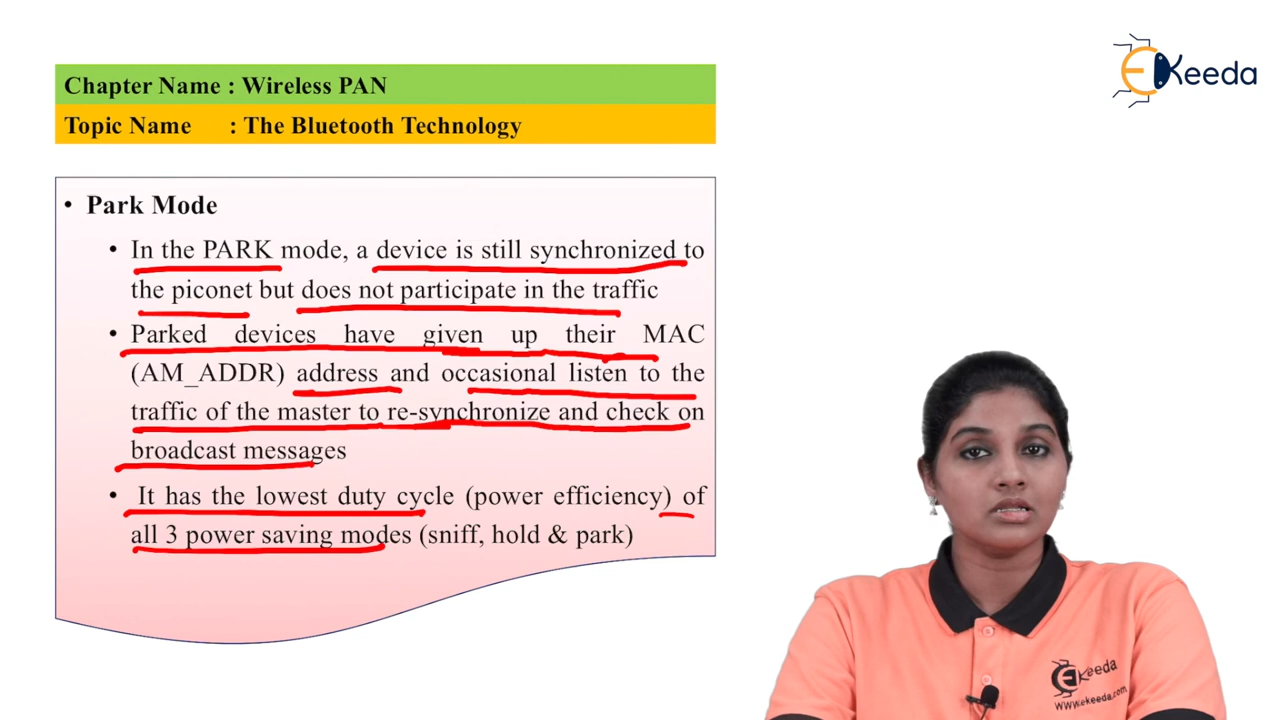 EKeeda
Chapter Name : Wireless PAN
Topic Name : The Bluetooth Technology
• Park Mode
• In the PARK mode, a device is still synchronized to
the piconet but does not participate in the traffic
• Parked devices have given up their MAC
(AM_ADDR) address and occasional listen to the
traffic of the master to re-synchronize and check on
broadcast messages
• It has the lowest duty cycle (power efficiency) of
all 3 power saving modes (sniff, hold & park)
EKeeda
www.ekeeda.com